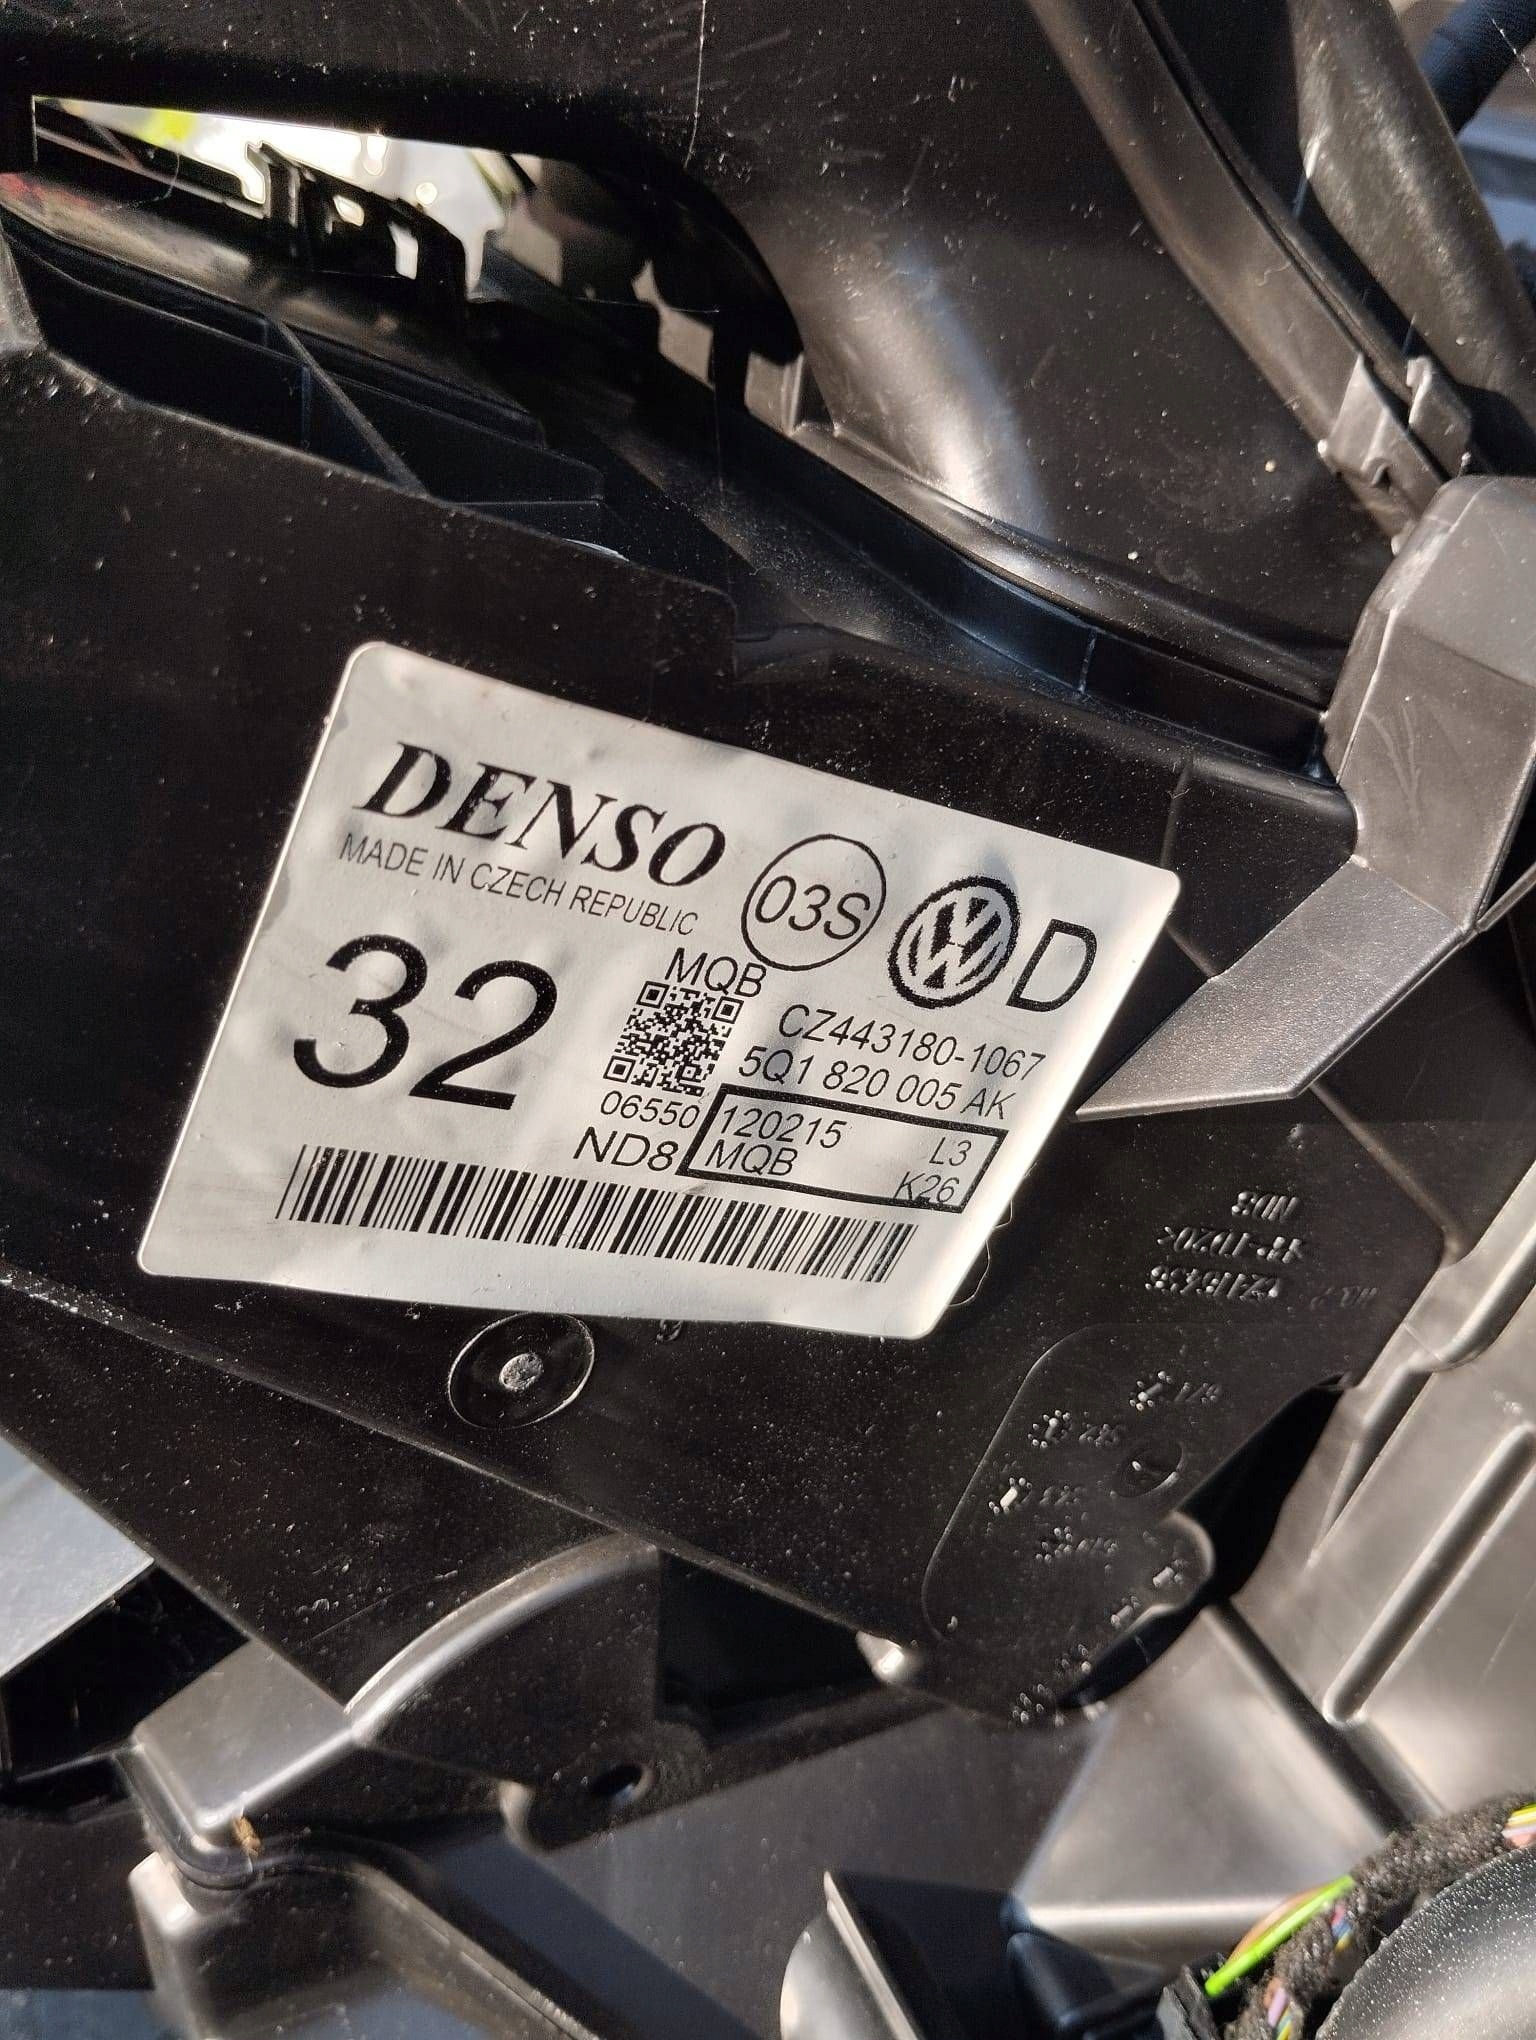 DENSO
MADE IN CZECH REPUBLIC
03S
D
32
MQB
CZ443180-1067
5Q1 820 005 AK
06550
120215 L3
ND8
MQB K26
ND8